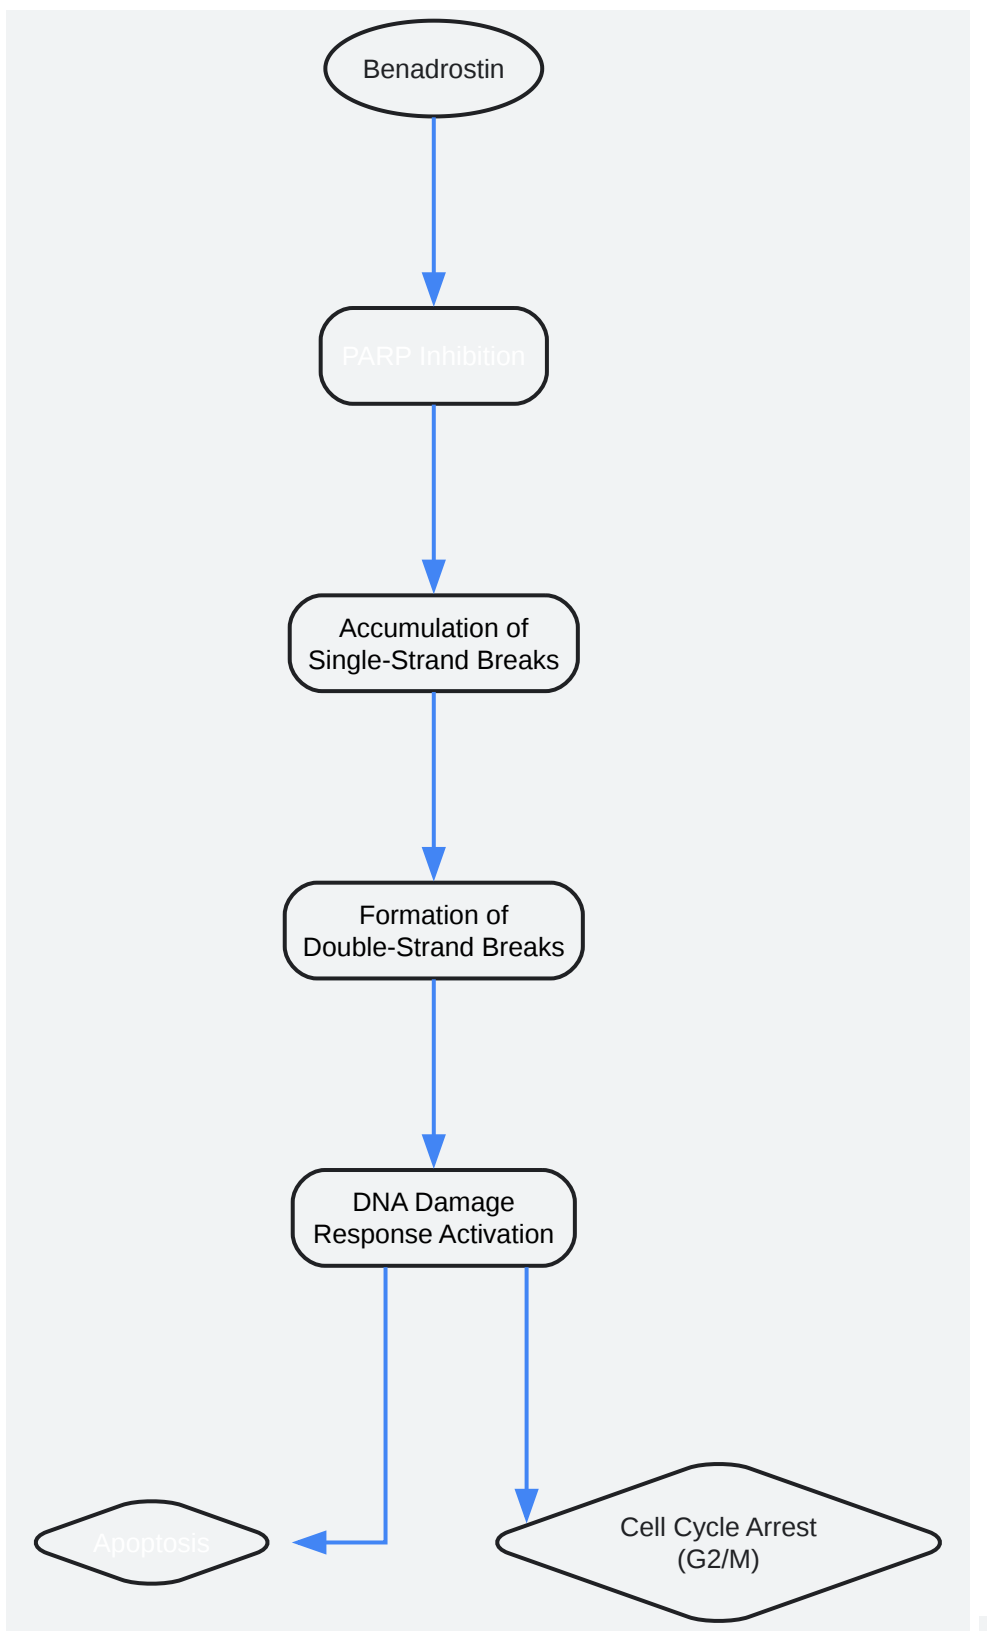 Benadrostin
PARP Inhibition
Accumulation of
Single-Strand Breaks
Formation of
Double-Strand Breaks
DNA Damage
Response Activation
Apoptosis
Cell Cycle Arrest
(G2/M)